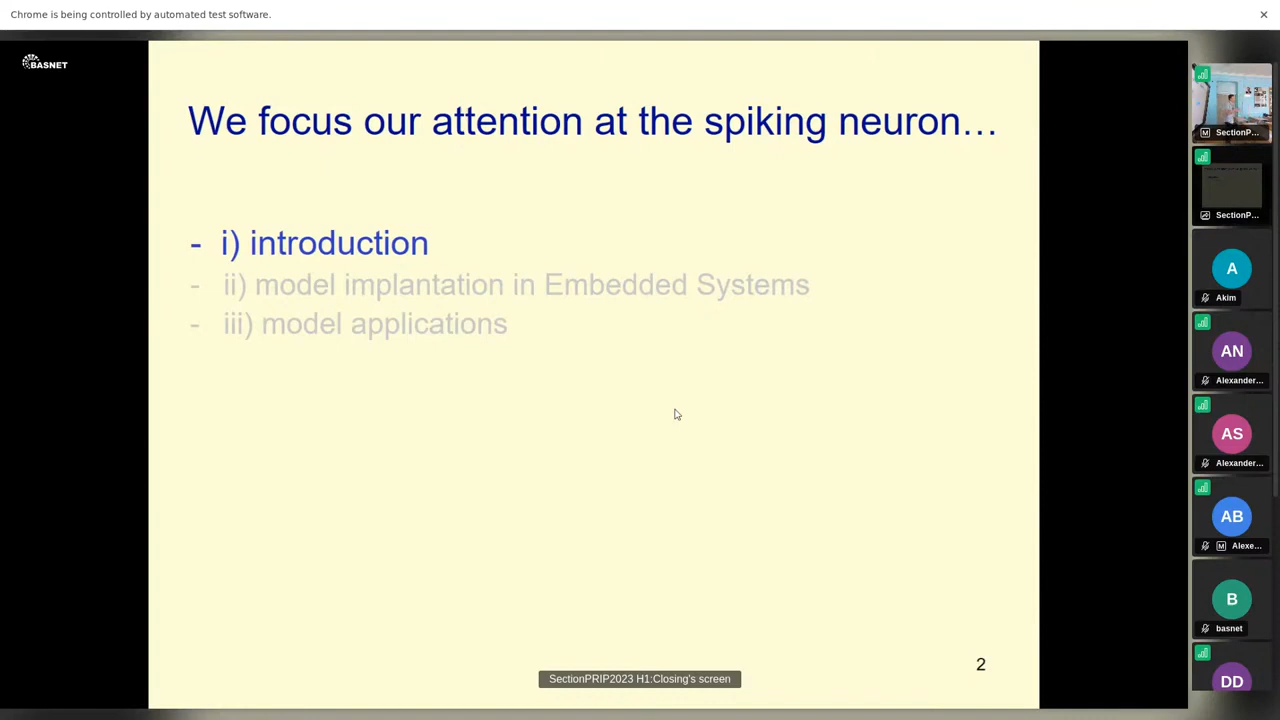 Chrome is being controlled by automated test software.
BASNET
We focus our attention at the spiking neuron…
- i) introduction
- ii) model implantation in Embedded Systems
- iii) model applications
2
SectionPRIP2023 H1:Closing's screen
M SectionP...
SectionP...
A
Akim
AN
Alexander...
AS
Alexander...
AB
M Alexe...
B
basnet
DD